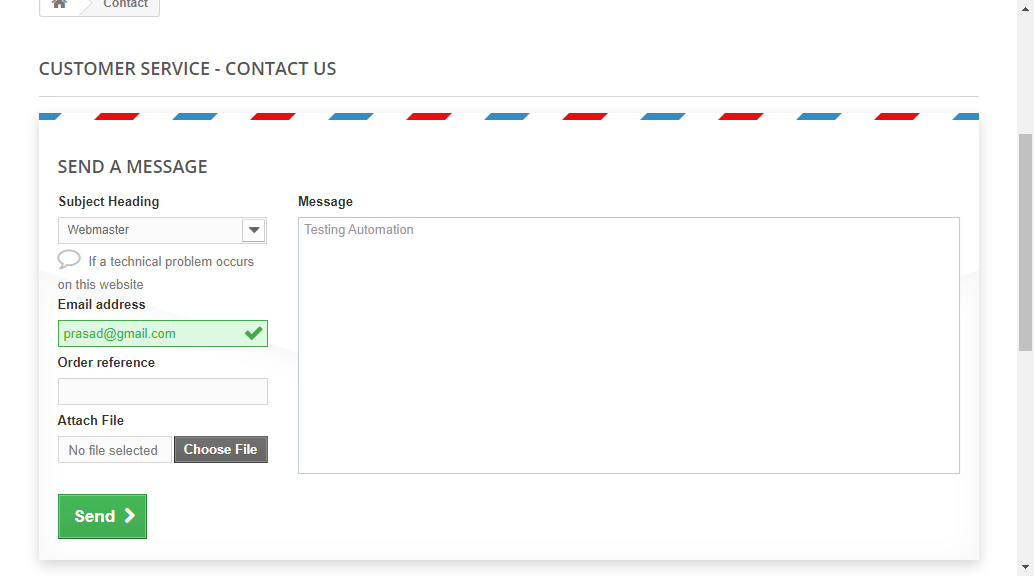 Contact
CUSTOMER SERVICE - CONTACT US
SEND A MESSAGE
Subject Heading
Webmaster
If a technical problem occurs
on this website
Email address
prasad@gmail.com
Order reference
Attach File
No file selected
Choose File
Send
Message
Testing Automation